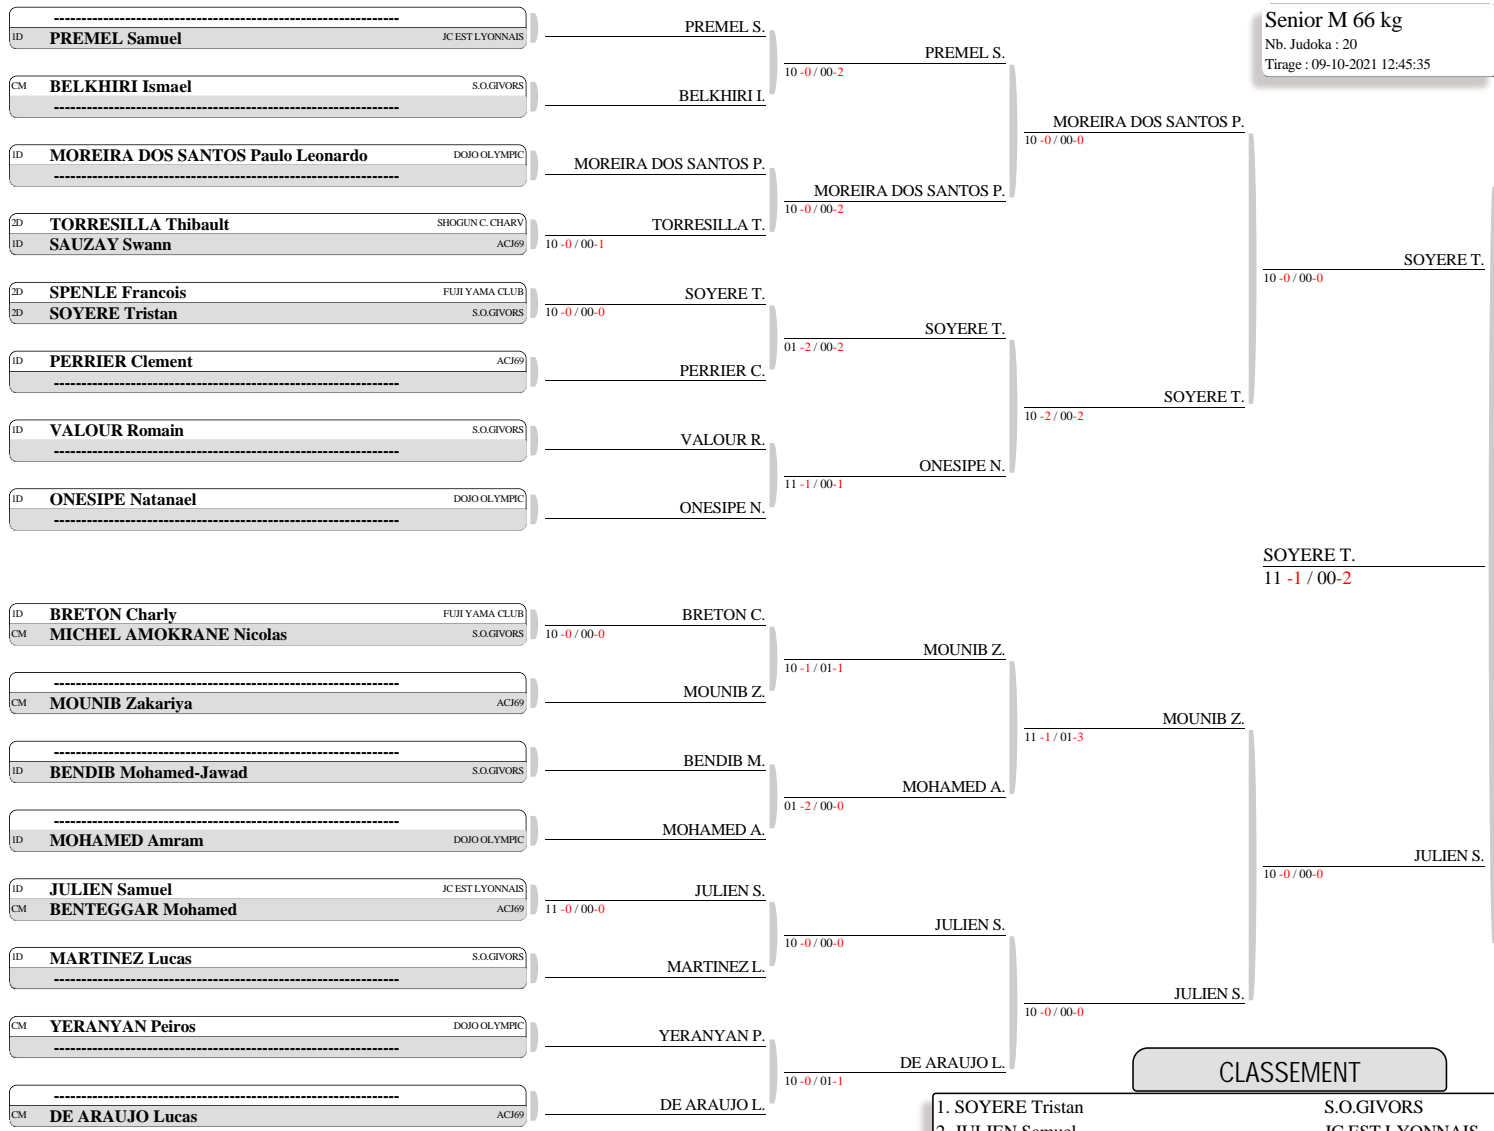 Senior M 66 kg
Nb. Judoka : 20
Tirage : 09-10-2021 12:45:35
----------------------------------------------------------------
1D PREMEL Samuel JC EST LYONNAIS
CM BELKHIRI Ismael S.O.GIVORS
----------------------------------------------------------------
1D MOREIRA DOS SANTOS Paulo Leonardo DOJO OLYMPIC
----------------------------------------------------------------
2D TORRESILLA Thibault SHOGUN C. CHARV
1D SAUZAY Swann ACJ69
2D SPENLE Francois FUJI YAMA CLUB
2D SOYERE Tristan S.O.GIVORS
1D PERRIER Clement ACJ69
----------------------------------------------------------------
1D VALOUR Romain S.O.GIVORS
----------------------------------------------------------------
1D ONESIPE Natanael DOJO OLYMPIC
----------------------------------------------------------------
1D BRETON Charly FUJI YAMA CLUB
CM MICHEL AMOKRANE Nicolas S.O.GIVORS
----------------------------------------------------------------
CM MOUNIB Zakariya ACJ69
----------------------------------------------------------------
1D BENDIB Mohamed-Jawad S.O.GIVORS
----------------------------------------------------------------
1D MOHAMED Amram DOJO OLYMPIC
1D JULIEN Samuel JC EST LYONNAIS
CM BENTEGGAR Mohamed ACJ69
1D MARTINEZ Lucas S.O.GIVORS
----------------------------------------------------------------
CM YERANYAN Peiros DOJO OLYMPIC
----------------------------------------------------------------
----------------------------------------------------------------
CM DE ARAUJO Lucas ACJ69
PREMEL S.
BELKHIRI I.
MOREIRA DOS SANTOS P.
TORRESILLA T.
10 -0 / 00-1
SOYERE T.
10 -0 / 00-0
PERRIER C.
VALOUR R.
ONESIPE N.
BRETON C.
10 -0 / 00-0
MOUNIB Z.
BENDIB M.
MOHAMED A.
JULIEN S.
11 -0 / 00-0
MARTINEZ L.
YERANYAN P.
DE ARAUJO L.
PREMEL S.
10 -0 / 00-2
MOREIRA DOS SANTOS P.
10 -0 / 00-2
SOYERE T.
01 -2 / 00-2
ONESIPE N.
11 -1 / 00-1
MOUNIB Z.
10 -1 / 01-1
MOHAMED A.
01 -2 / 00-0
JULIEN S.
10 -0 / 00-0
DE ARAUJO L.
10 -0 / 01-1
MOREIRA DOS SANTOS P.
10 -0 / 00-0
SOYERE T.
10 -2 / 00-2
MOUNIB Z.
11 -1 / 01-3
JULIEN S.
10 -0 / 00-0
SOYERE T.
10 -0 / 00-0
JULIEN S.
10 -0 / 00-0
SOYERE T.
11 -1 / 00-2
CLASSEMENT
1. SOYERE Tristan S.O.GIVORS
2. JULIEN Samuel JC EST LYONNAIS